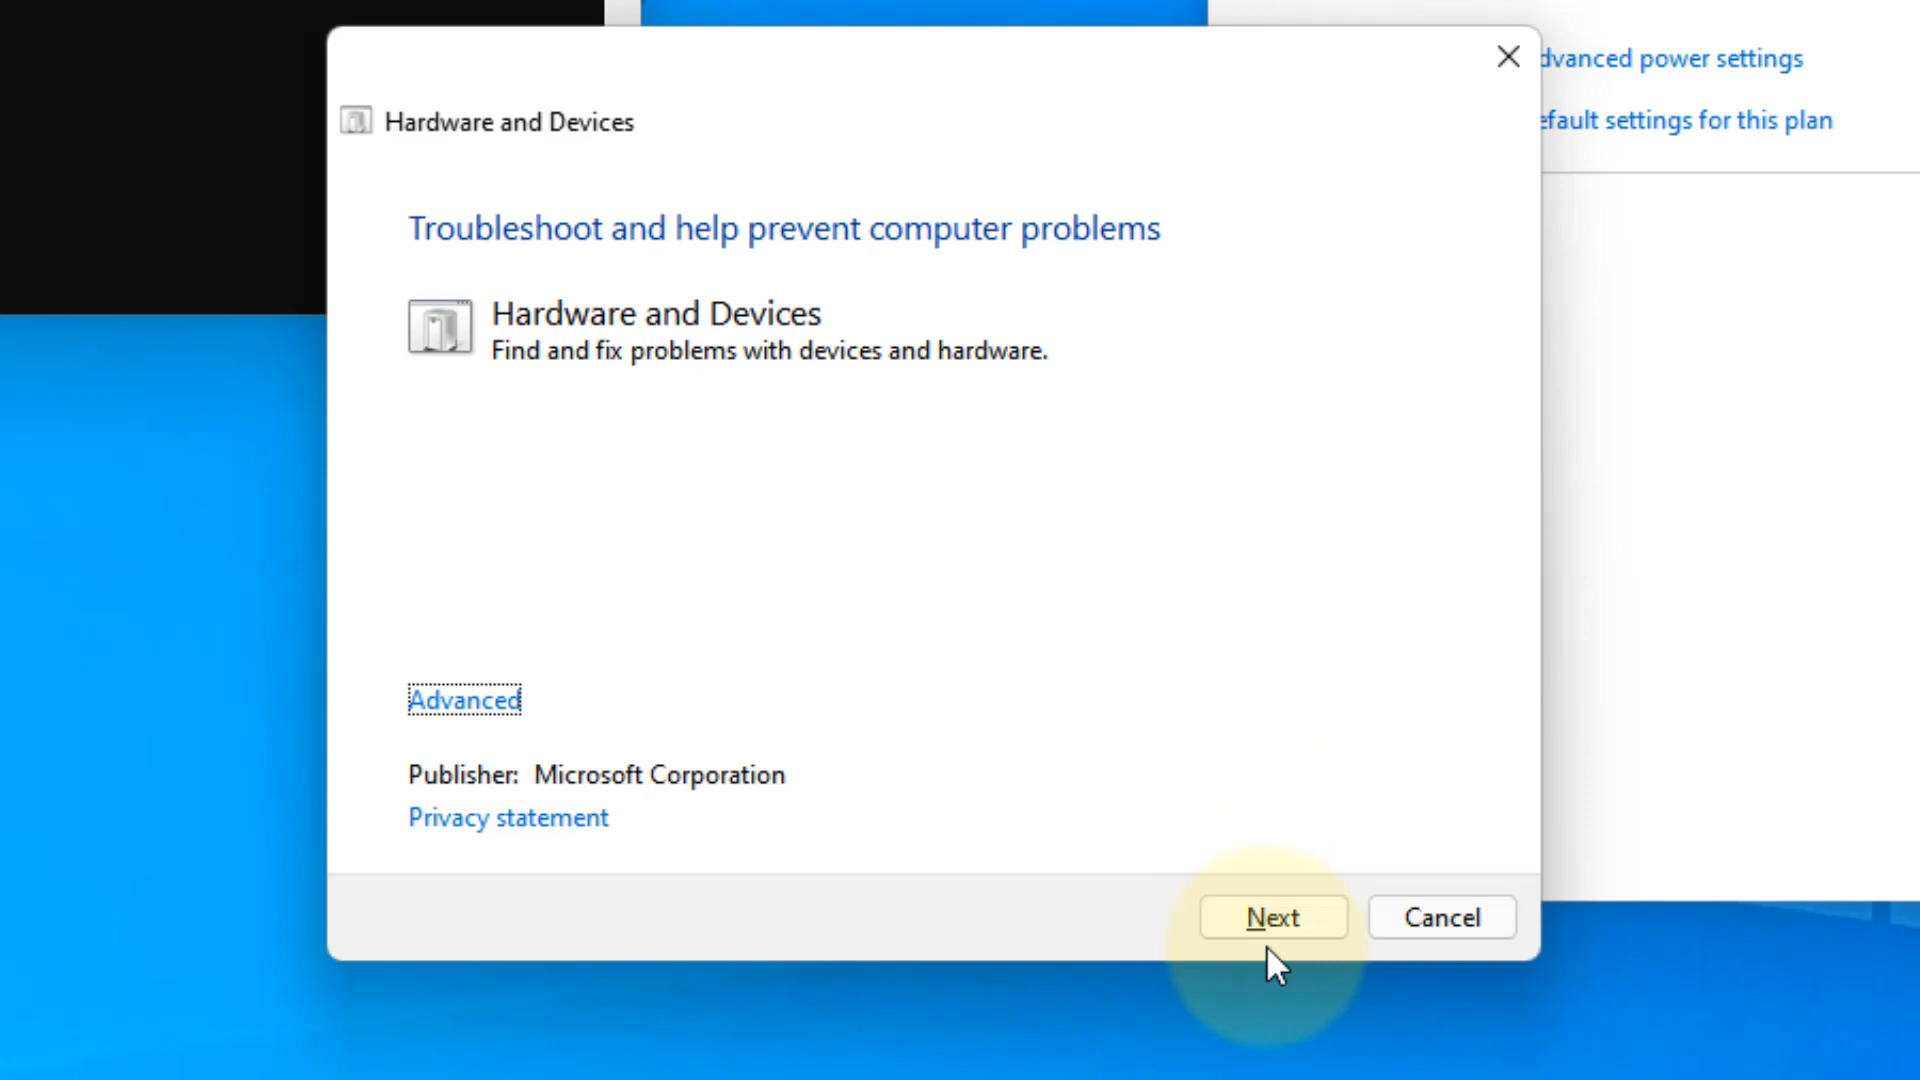 dvanced power settings
efault settings for this plan
Hardware and Devices
Troubleshoot and help prevent computer problems
Hardware and Devices
Find and fix problems with devices and hardware.
Advanced
Publisher: Microsoft Corporation
Privacy statement
Next
Cancel